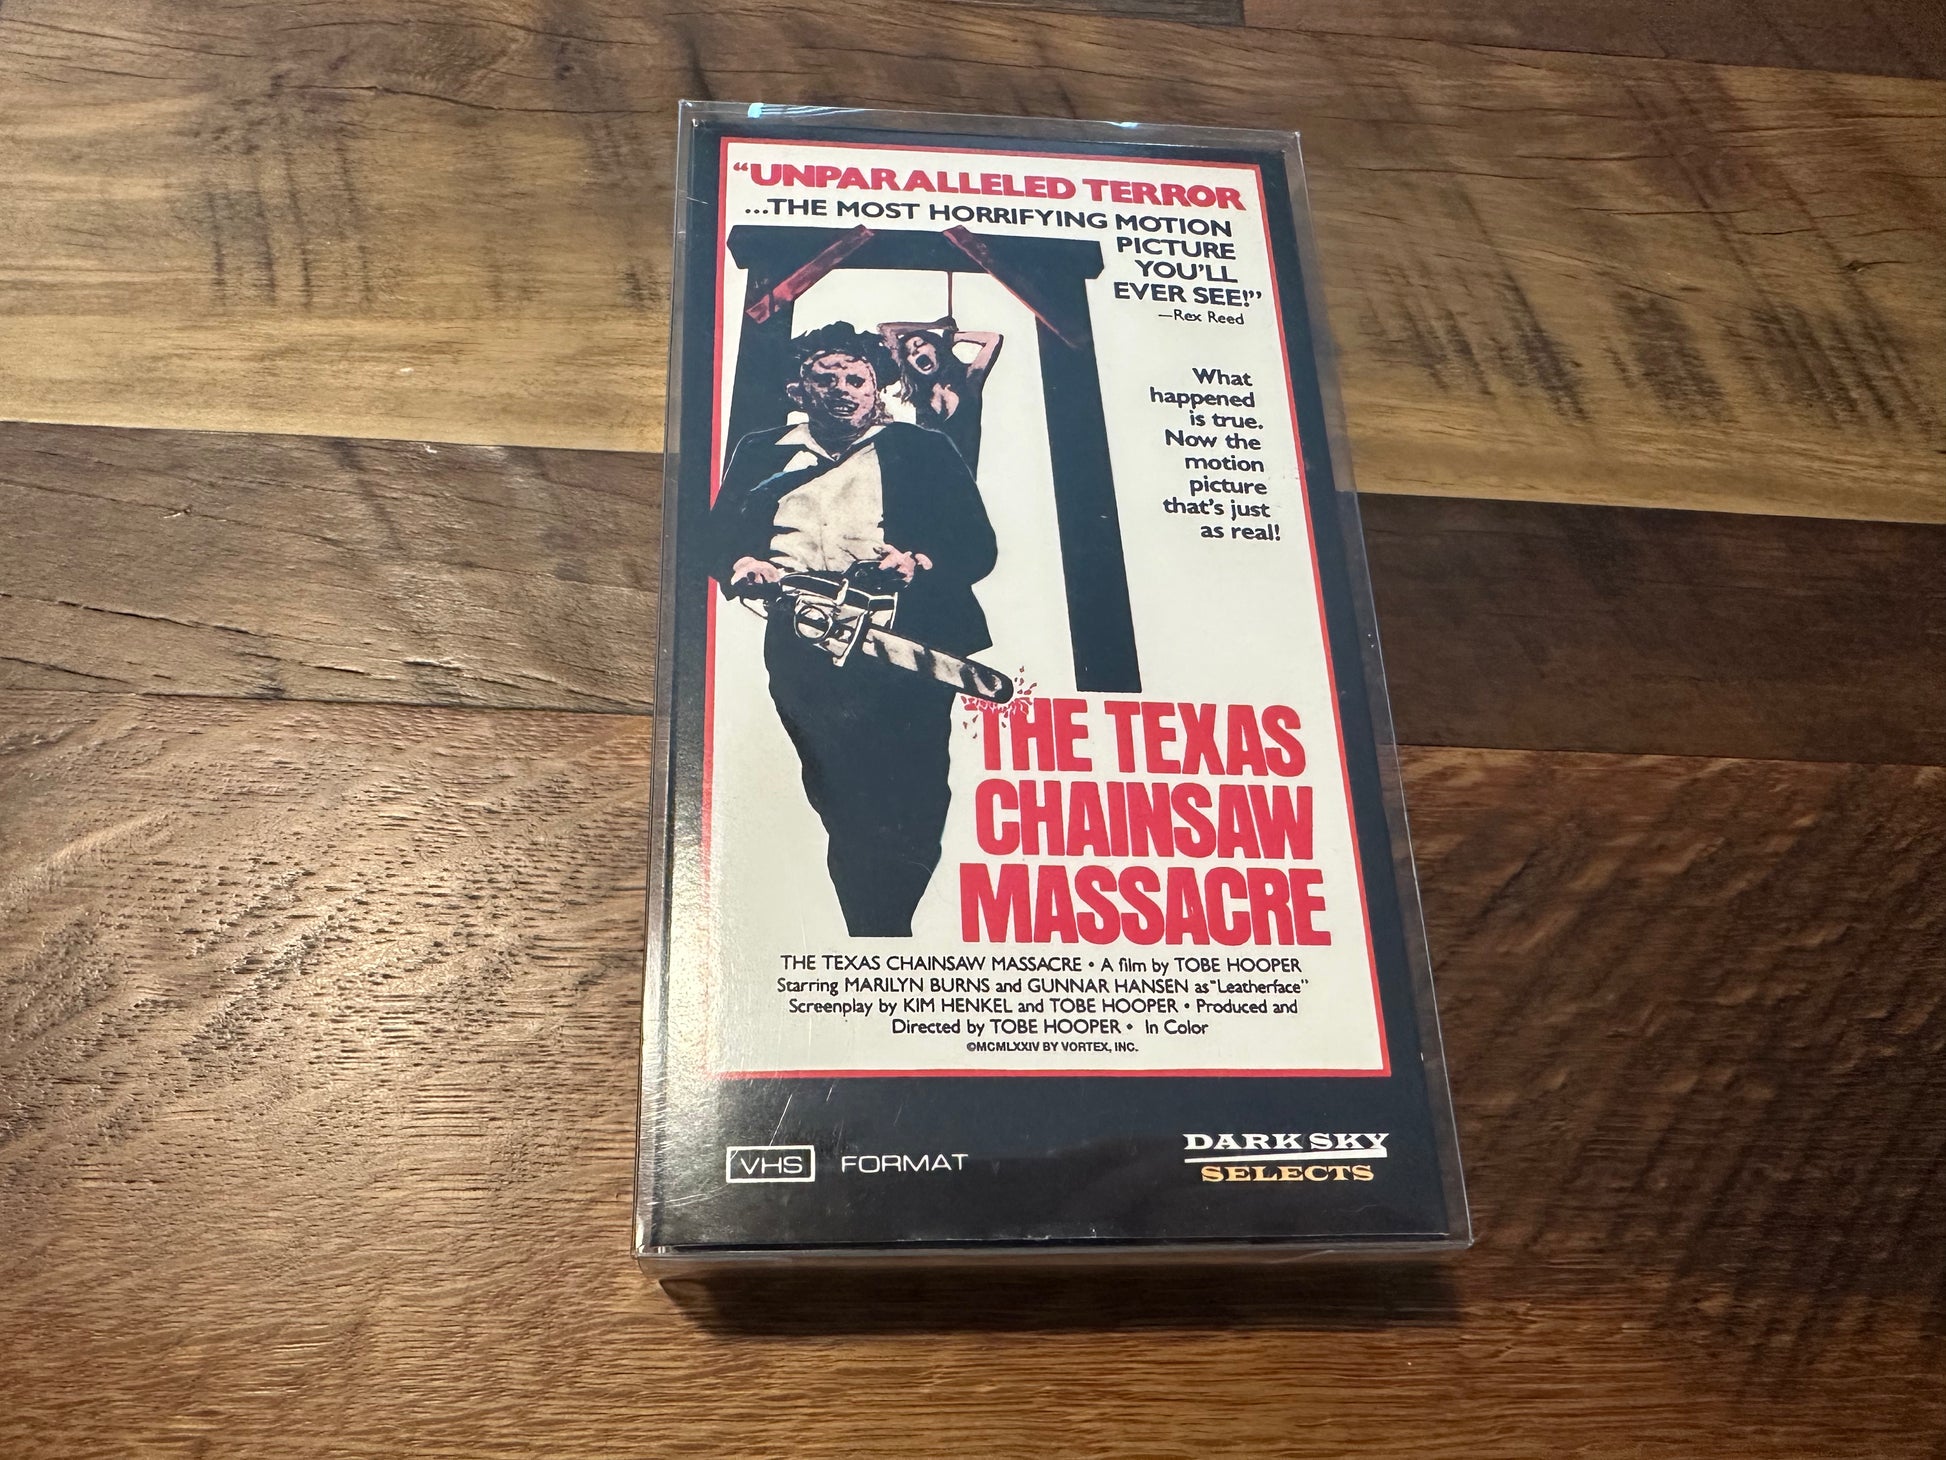 “UNPARALLELED TERROR
...THE MOST HORRIFYING MOTION
PICTURE
YOU'LL
EVER SEE!”
—Rex Reed
What
happened
is true.
Now the
motion
picture
that's just
as real!
THE TEXAS
CHAINSAW
MASSACRE
THE TEXAS CHAINSAW MASSACRE • A film by TOBE HOOPER
Starring MARILYN BURNS and GUNNAR HANSEN as "Leatherface"
Screenplay by KIM HENKEL and TOBE HOOPER • Produced and
Directed by TOBE HOOPER • In Color
©MCMLXXIV BY VORTEX, INC.
VHS FORMAT
DARK SKY
SELECTS